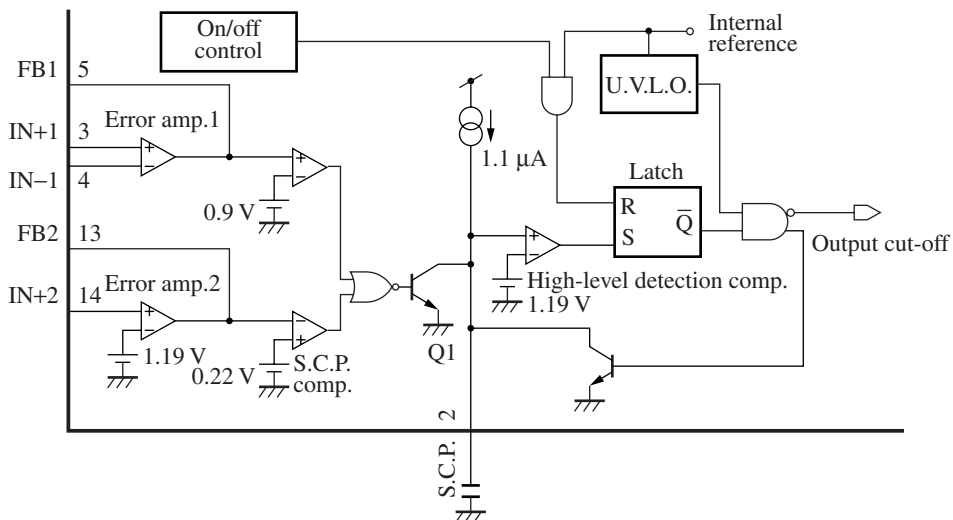 On/off
control
Internal
reference
FB1
5
U.V.L.O.
Error amp.1
IN+1
3
+
−
+
−
1.1 μA
IN−1
4
Latch
0.9 V
R
S
Q̅
FB2
13
Output cut-off
+
−
High-level detection comp.
1.19 V
IN+2
14
Error amp.2
+
−
−
+
Q1
1.19 V
0.22 V
S.C.P.
comp.
2
S.C.P.